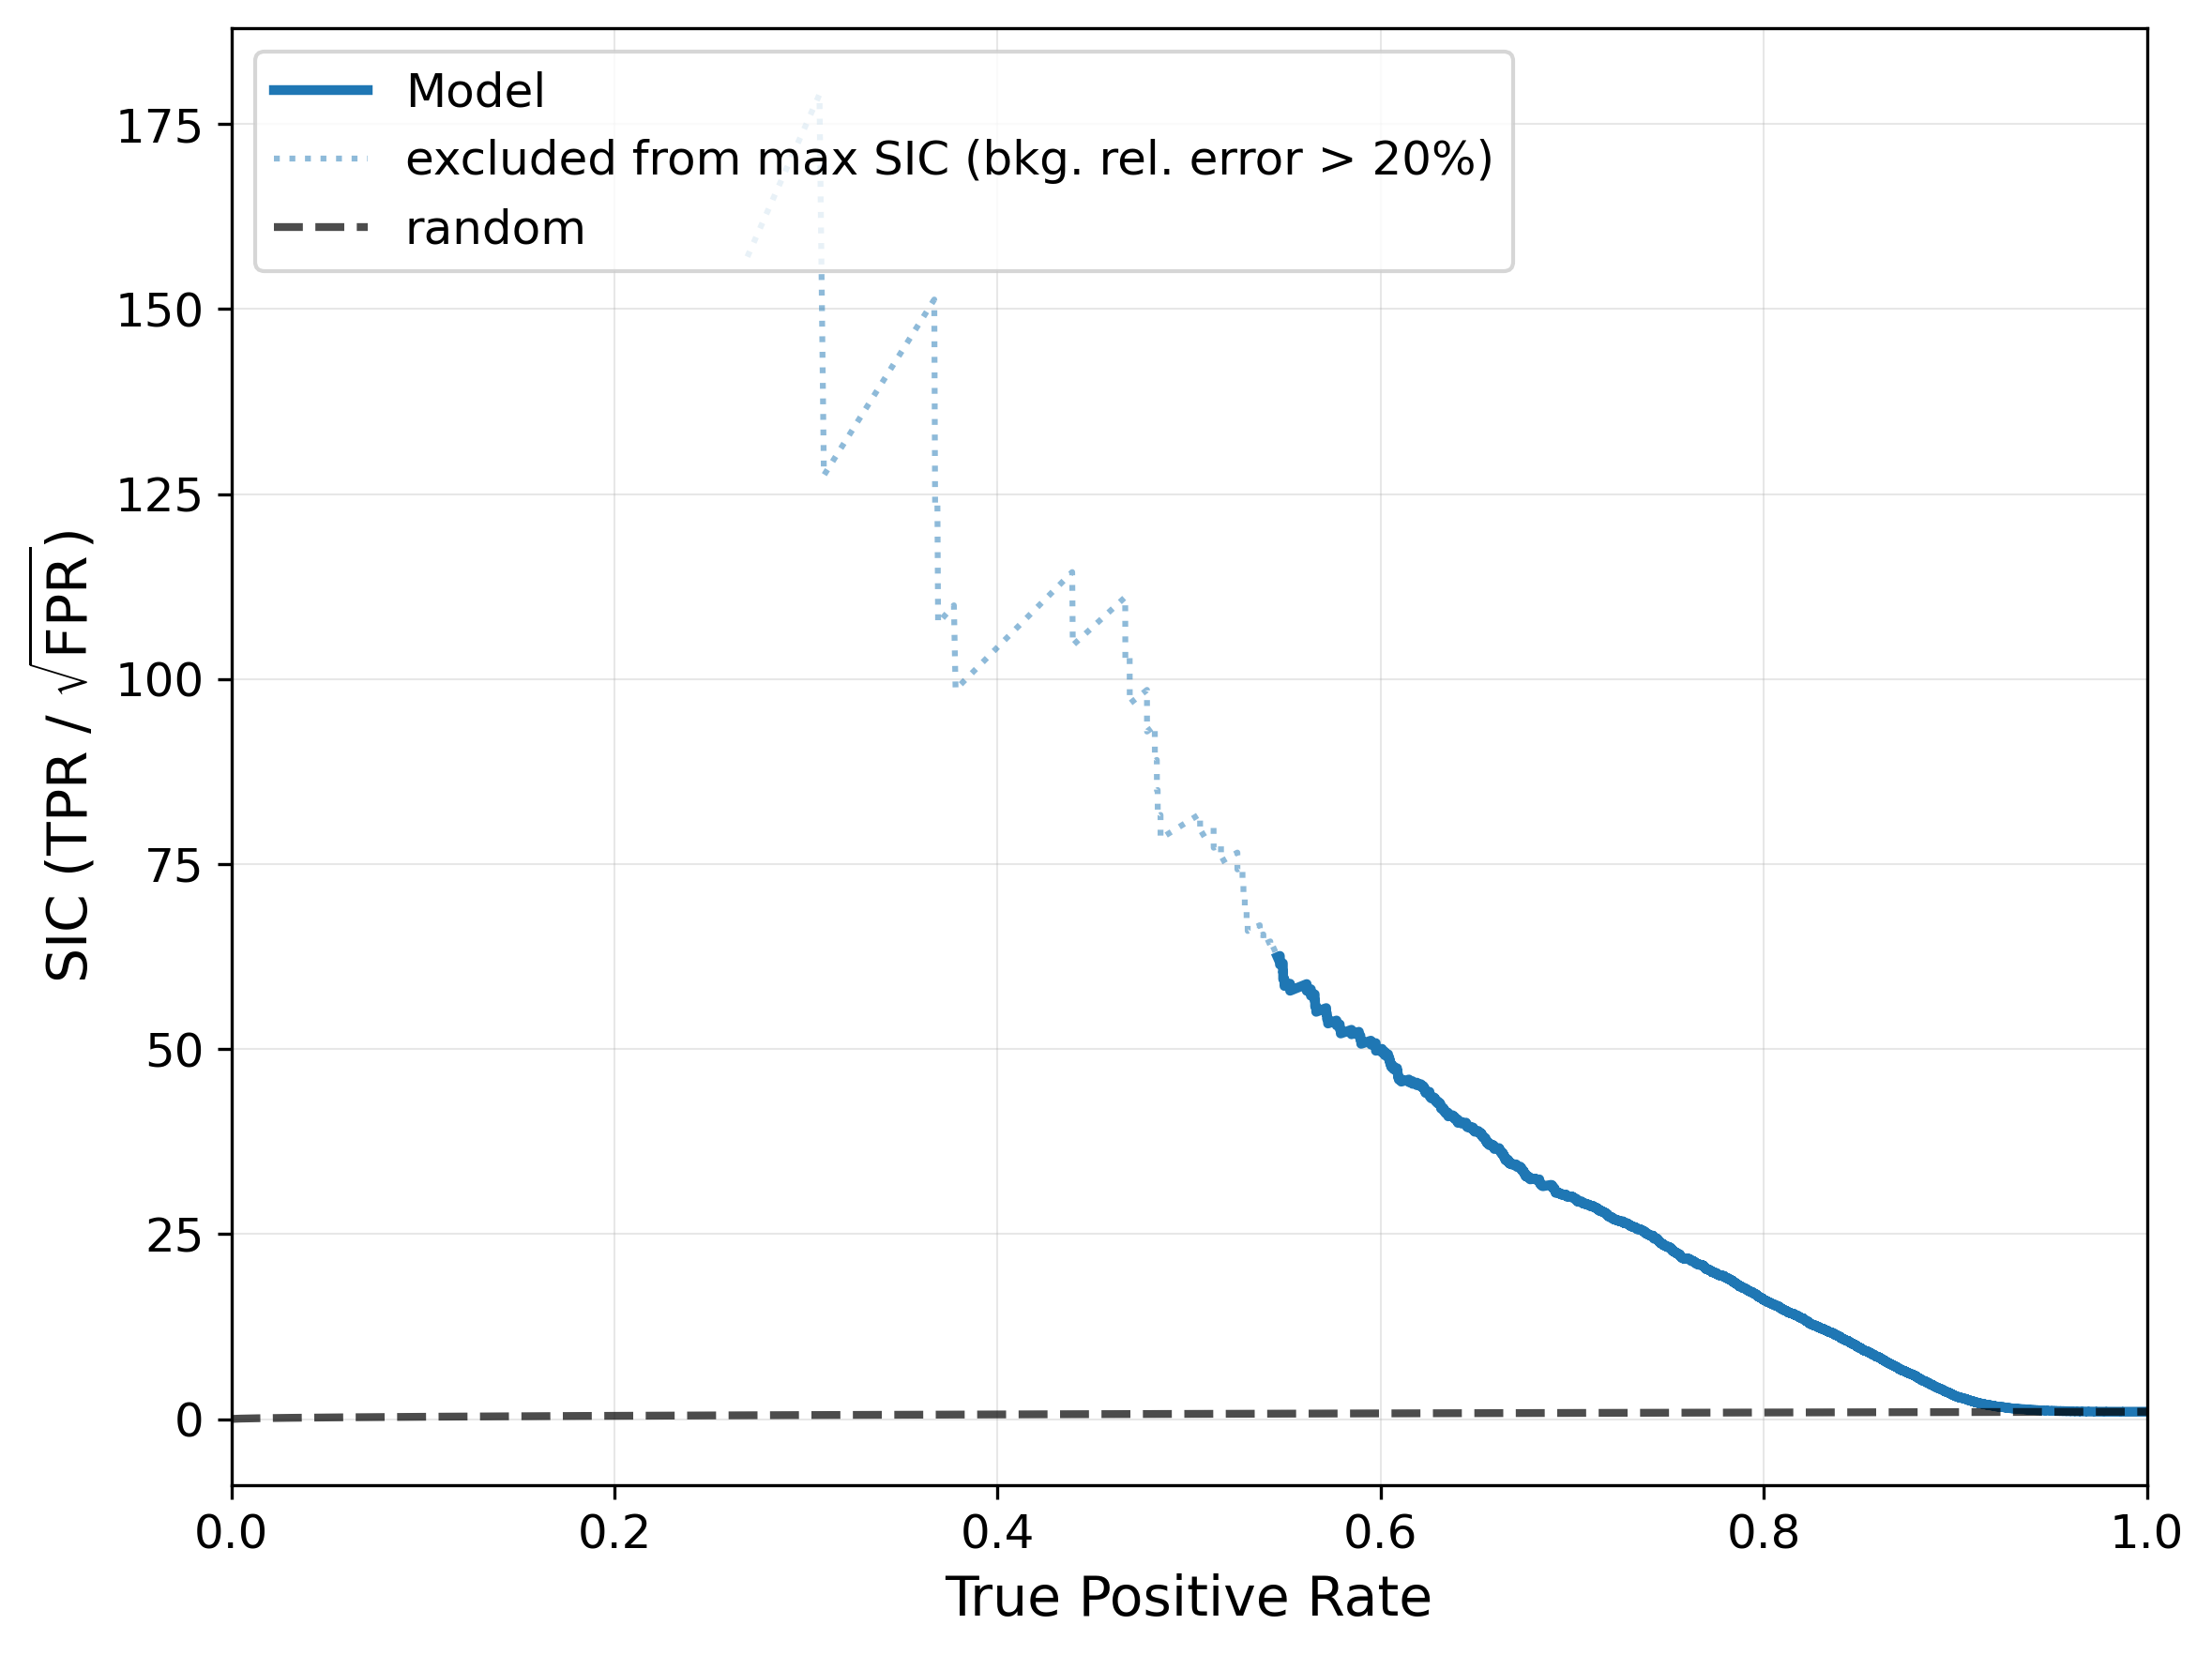 Model
excluded from max SIC (bkg. rel. error > 20%)
random
SIC (TPR / √FPR)
175
150
125
100
75
50
25
0
0.0 0.2 0.4 0.6 0.8 1.0
True Positive Rate